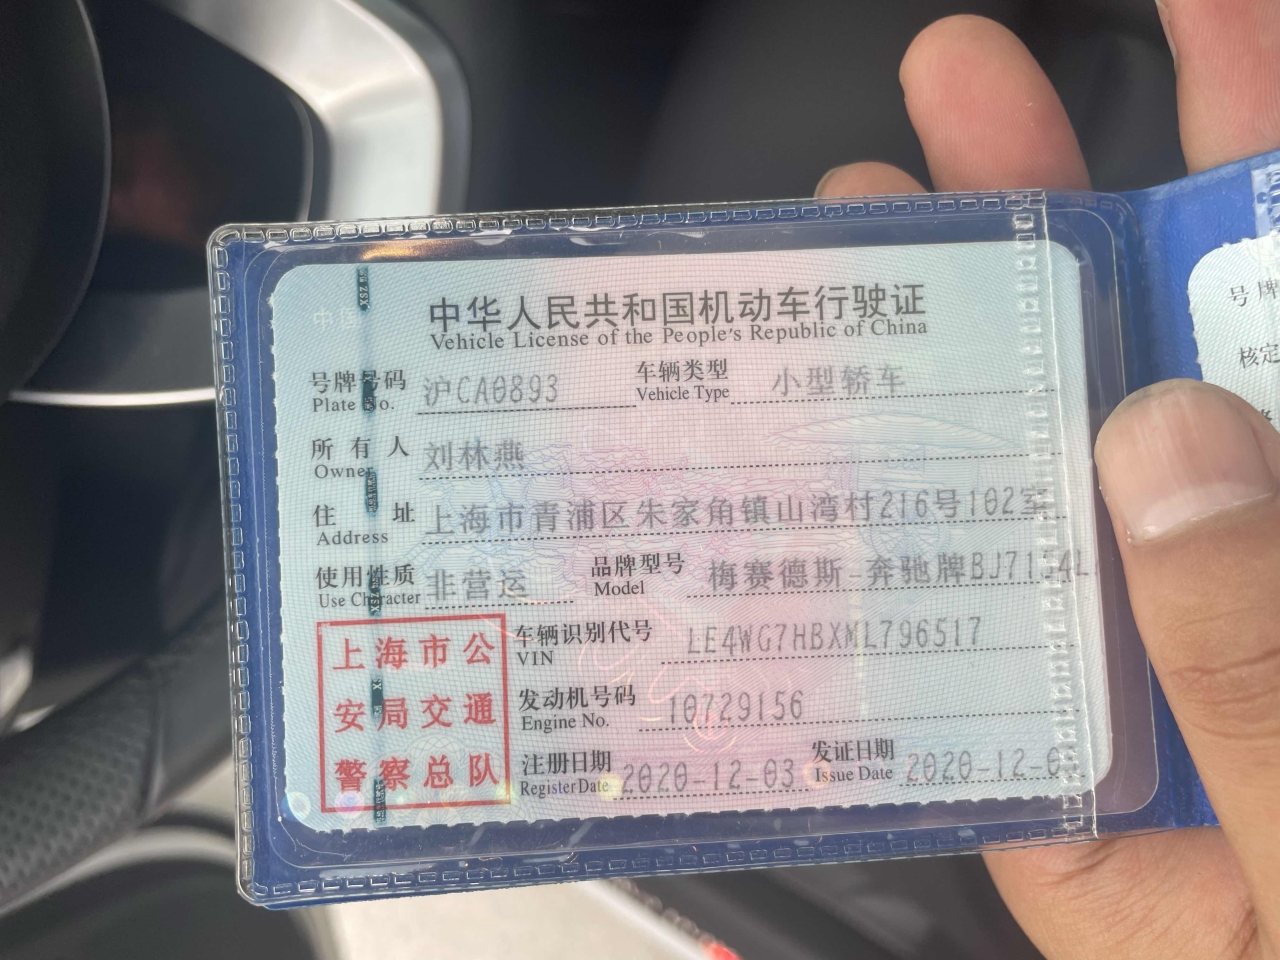 中华人民共和国机动车行驶证
Vehicle License of the People's Republic of China
号牌号码 沪CA0893 车辆类型 小型轿车
Plate No. Vehicle Type
所有人 刘林燕
Owner
住址 上海市青浦区朱家角镇山湾村216号102室
Address
使用性质 非营运 品牌型号 梅赛德斯-奔驰牌BJ7154L
Use Character Model
上海市公
安局交通
警察总队
车辆识别代号 LE4WG7HBXML796517
VIN
发动机号码 10729156
Engine No.
注册日期 2020-12-03 发证日期 2020-12-0
Register Date Issue Date
号牌
核定